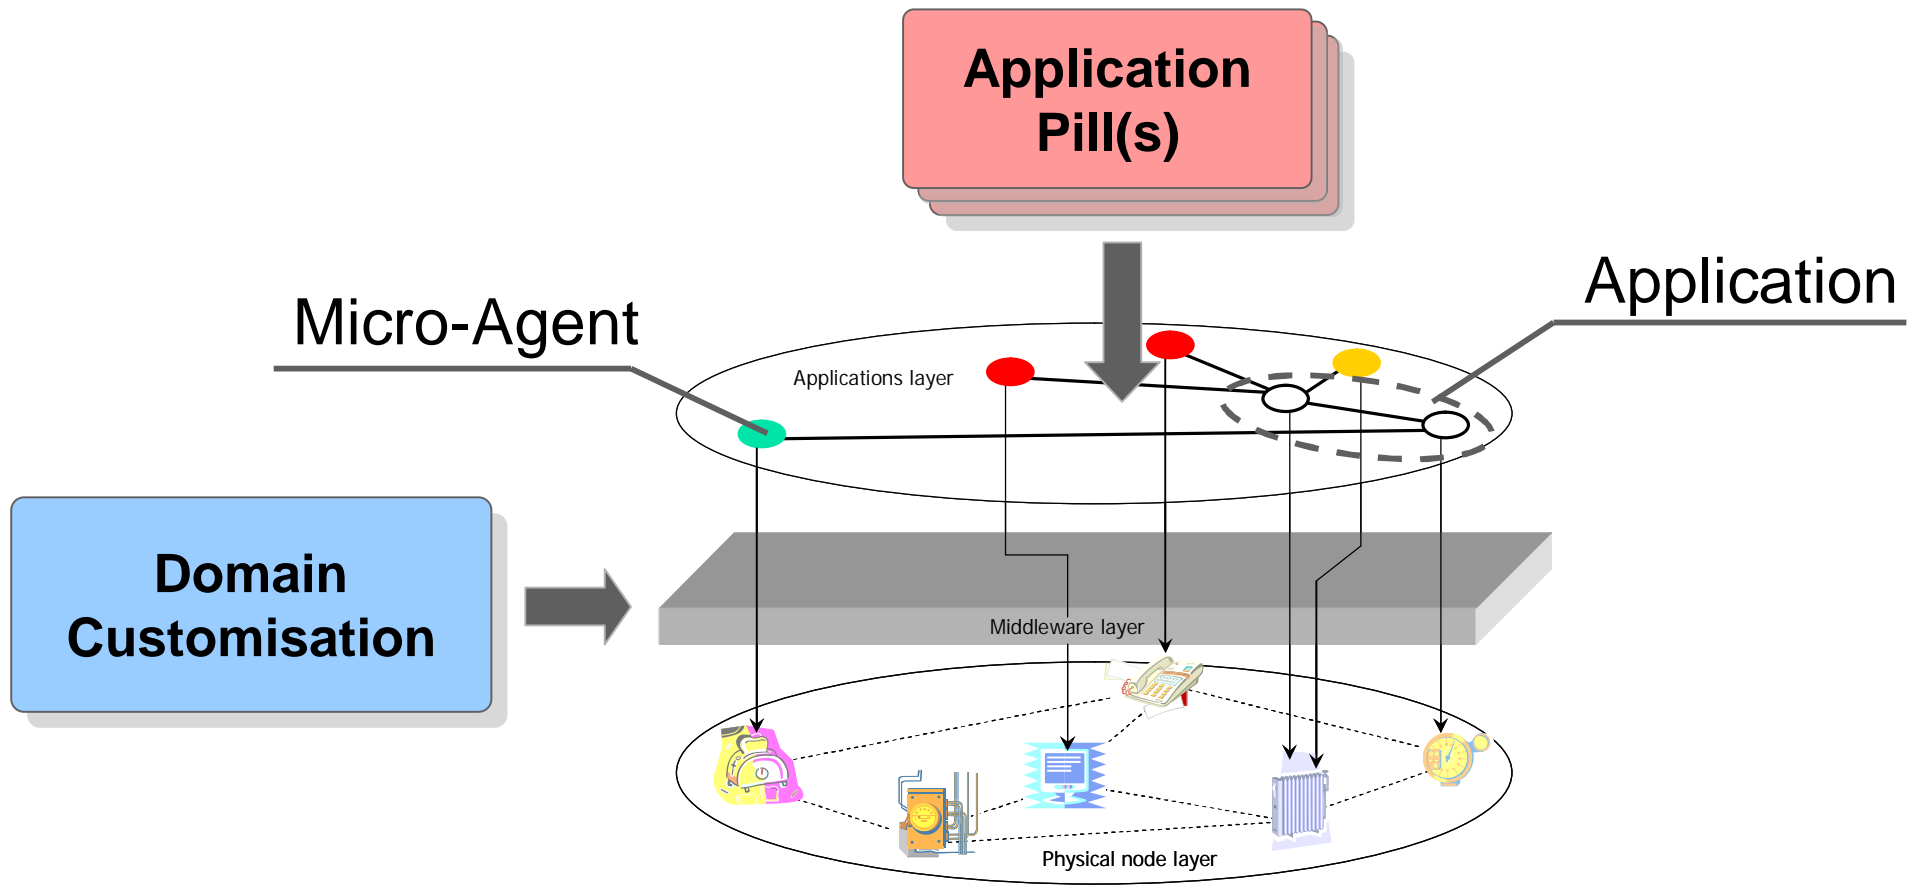 Application
Pill(s)
Application
Micro-Agent
Applications layer
Domain
Customisation
Middleware layer
Physical node layer